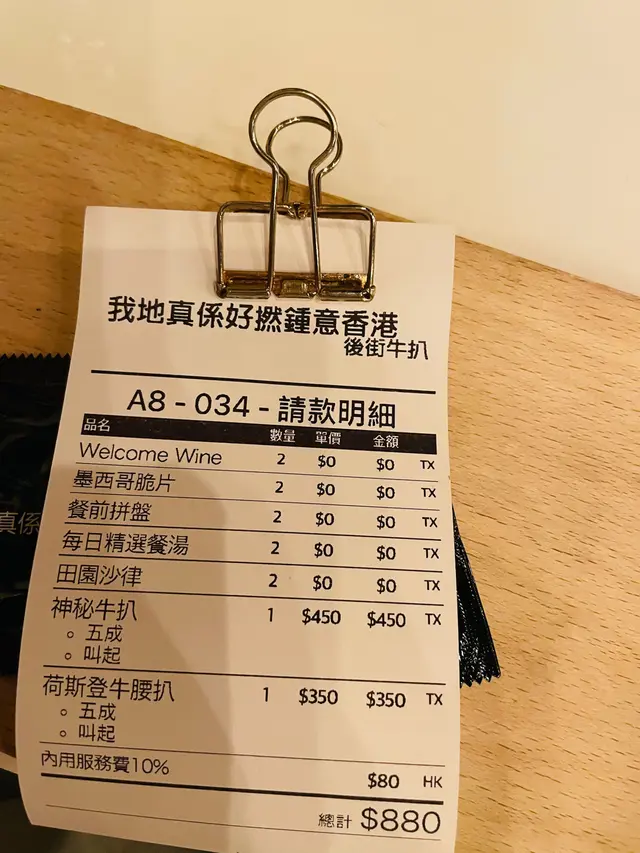 我地真係好撚鍾意香港
後街牛扒
A8 - 034 - 請款明細
品名 數量 單價 金額
Welcome Wine 2 $0 $0 TX
墨西哥脆片 2 $0 $0 TX
餐前拼盤 2 $0 $0 TX
每日精選餐湯 2 $0 $0 TX
田園沙律 2 $0 $0 TX
神秘牛扒 1 $450 $450 TX
。 五成
。 叫起
荷斯登牛腰扒 1 $350 $350 TX
。 五成
。 叫起
內用服務費10% $80 HK
總計 $880
真係